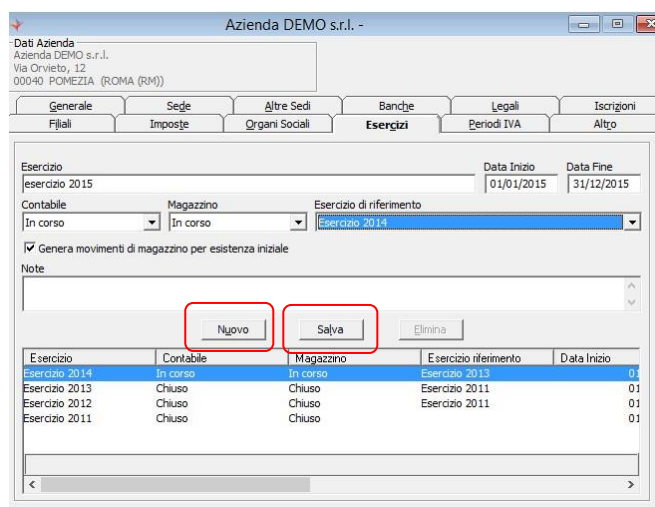 Azienda DEMO s.r.l. -
Dati Azienda
Azienda DEMO s.r.l.
Via Orvieto, 12
00040 POMEZIA (ROMA (RM))
Generale Sede Altre Sedi Banche Legali Iscrizioni
Filiali Imposte Organi Sociali Esercizi Periodi IVA Altro
Esercizio Data Inizio Data Fine
esercizio 2015 01/01/2015 31/12/2015
Contabile Magazzino Esercizio di riferimento
In corso In corso Esercizio 2014
Genera movimenti di magazzino per esistenza iniziale
Note
Nuovo Salva Elimina
Esercizio Contabile Magazzino Esercizio riferimento Data Inizio
Esercizio 2014 In corso In corso Esercizio 2013 01
Esercizio 2013 Chiuso Chiuso Esercizio 2011 01
Esercizio 2012 Chiuso Chiuso Esercizio 2011 01
Esercizio 2011 Chiuso Chiuso 01